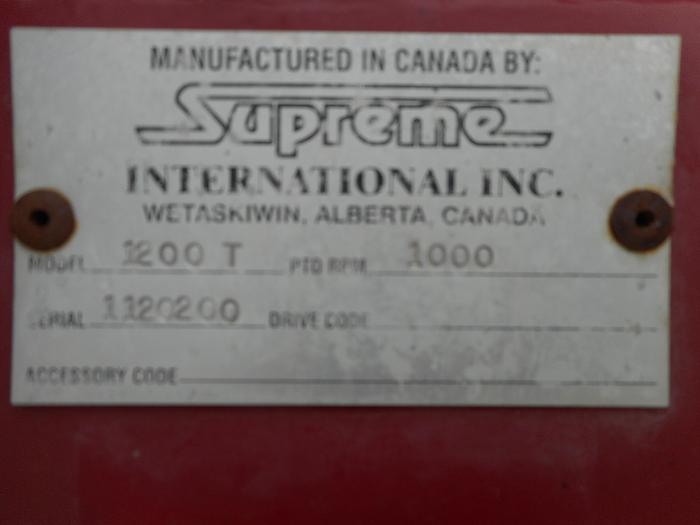 MANUFACTURED IN CANADA BY:
Supreme
INTERNATIONAL INC.
WETASKIWIN, ALBERTA, CANADA
MODEL 1200 T PTO RPM 1000
SERIAL 1120200 DRIVE CODE
ACCESSORY CODE